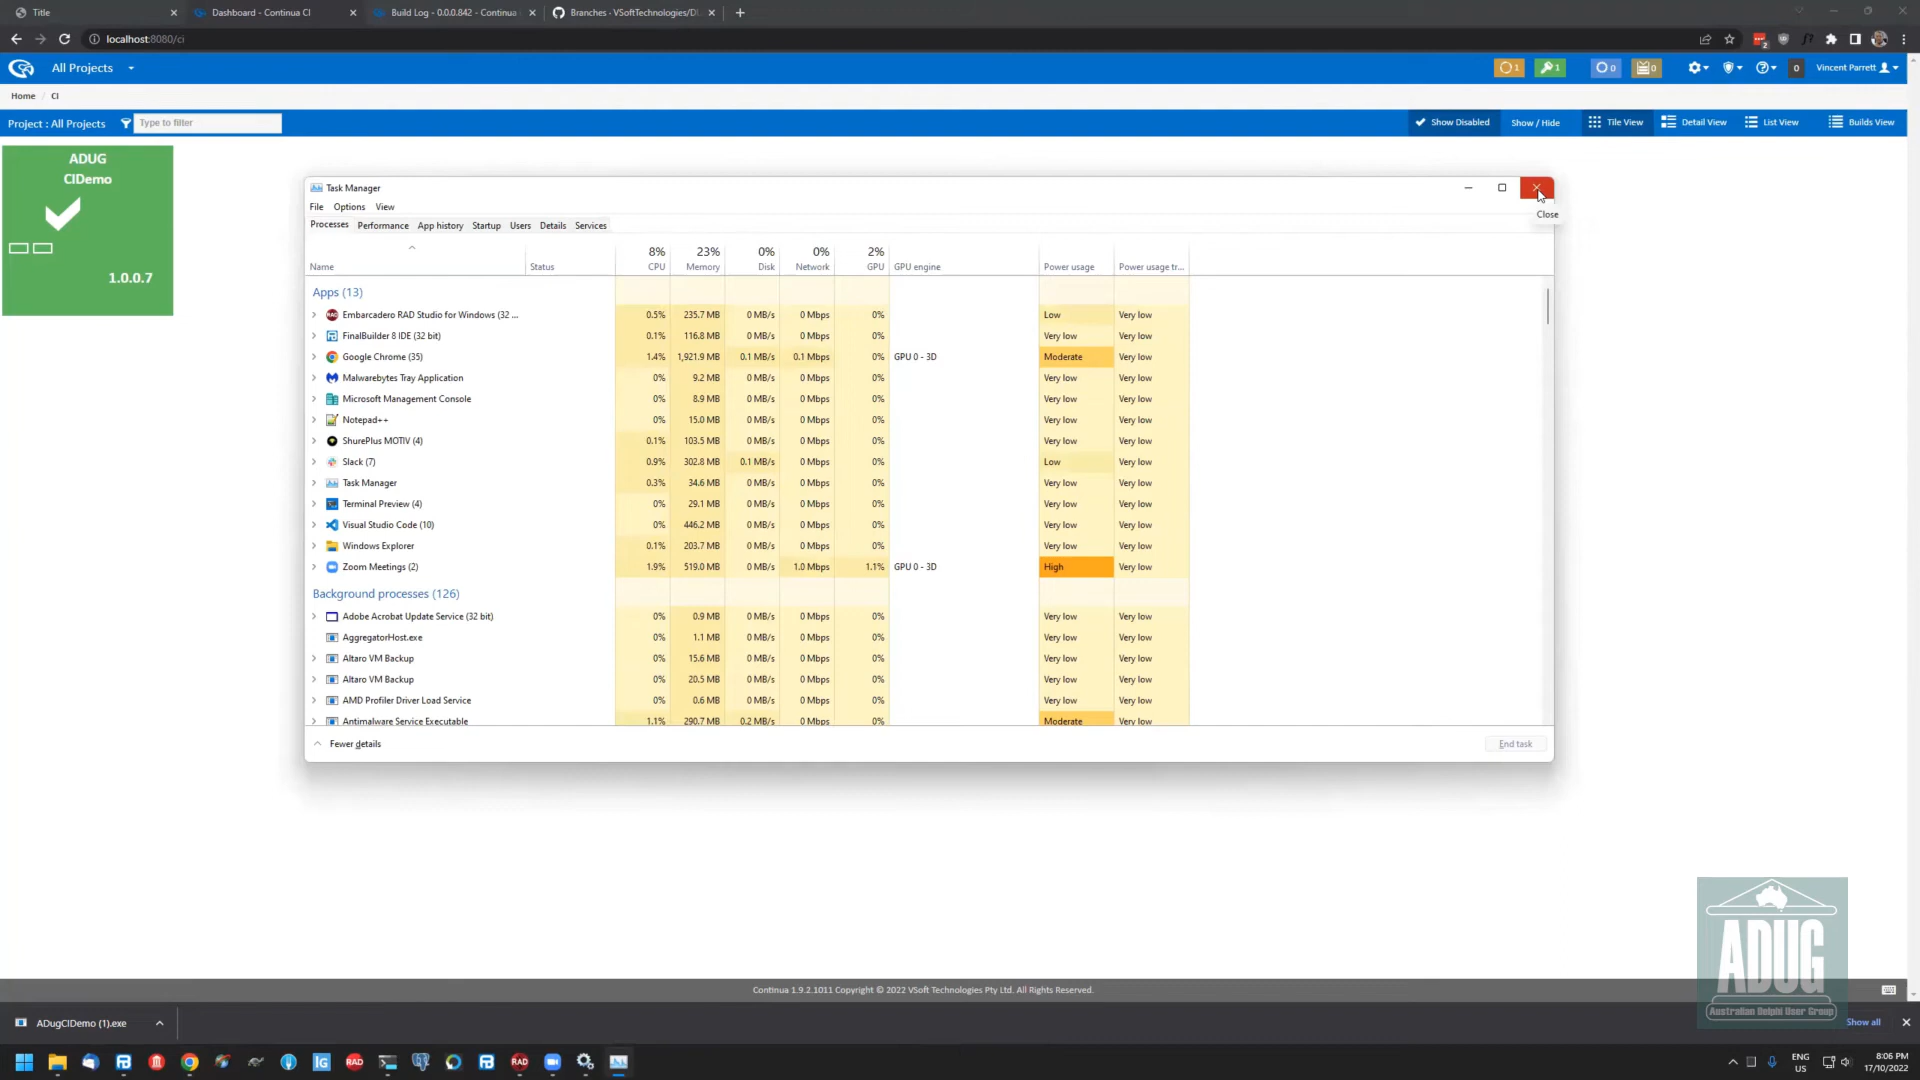 Title
Dashboard - Continua CI
Build Log - 0.0.0.842 - Continua
Branches · VSoftTechnologies/D
localhost:8080/ci
2
All Projects
1
1
0
0
0
Vincent Parrett
Home / CI
Project : All Projects
Type to filter
Show Disabled
Show / Hide
Tile View
Detail View
List View
Builds View
ADUG
CIDemo
1.0.0.7
Task Manager
Close
File Options View
Processes Performance App history Startup Users Details Services
8% 23% 0% 0% 2%
Name Status CPU Memory Disk Network GPU GPU engine Power usage Power usage tr...
Apps (13)
Embarcadero RAD Studio for Windows (32 ... 0.5% 235.7 MB 0 MB/s 0 Mbps 0% Low Very low
FinalBuilder 8 IDE (32 bit) 0.1% 116.8 MB 0 MB/s 0 Mbps 0% Very low Very low
Google Chrome (35) 1.4% 1,921.9 MB 0.1 MB/s 0.1 Mbps 0% GPU 0 - 3D Moderate Very low
Malwarebytes Tray Application 0% 9.2 MB 0 MB/s 0 Mbps 0% Very low Very low
Microsoft Management Console 0% 8.9 MB 0 MB/s 0 Mbps 0% Very low Very low
Notepad++ 0% 15.0 MB 0 MB/s 0 Mbps 0% Very low Very low
ShurePlus MOTIV (4) 0.1% 103.5 MB 0 MB/s 0 Mbps 0% Very low Very low
Slack (7) 0.9% 302.8 MB 0.1 MB/s 0 Mbps 0% Low Very low
Task Manager 0.3% 34.6 MB 0 MB/s 0 Mbps 0% Very low Very low
Terminal Preview (4) 0% 29.1 MB 0 MB/s 0 Mbps 0% Very low Very low
Visual Studio Code (10) 0% 446.2 MB 0 MB/s 0 Mbps 0% Very low Very low
Windows Explorer 0.1% 203.7 MB 0 MB/s 0 Mbps 0% Very low Very low
Zoom Meetings (2) 1.9% 519.0 MB 0 MB/s 1.0 Mbps 1.1% GPU 0 - 3D High Very low
Background processes (126)
Adobe Acrobat Update Service (32 bit) 0% 0.9 MB 0 MB/s 0 Mbps 0% Very low Very low
AggregatorHost.exe 0% 1.1 MB 0 MB/s 0 Mbps 0% Very low Very low
Altaro VM Backup 0% 15.6 MB 0 MB/s 0 Mbps 0% Very low Very low
Altaro VM Backup 0% 20.5 MB 0 MB/s 0 Mbps 0% Very low Very low
AMD Profiler Driver Load Service 0% 0.6 MB 0 MB/s 0 Mbps 0% Very low Very low
Antimalware Service Executable 1.1% 290.7 MB 0.2 MB/s 0 Mbps 0% Moderate Very low
Fewer details
End task
ADUG
Australian Delphi User Group
Continua 1.9.2.1011 Copyright © 2022 VSoft Technologies Pty Ltd. All Rights Reserved.
ADugCIDemo (1).exe
Show all
IG
RAD
RAD
ENG
US
8:06 PM
17/10/2022